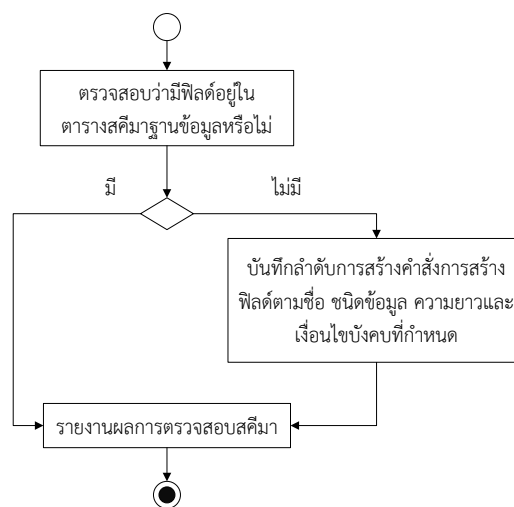 ตรวจสอบว่ามีฟิลด์อยู่ใน
ตารางสคีมาฐานข้อมูลหรือไม่
มี
ไม่มี
บันทึกลำดับการสร้างคำสั่งการสร้าง
ฟิลด์ตามชื่อ ชนิดข้อมูล ความยาวและ
เงื่อนไขบังคบที่กำหนด
รายงานผลการตรวจสอบสคีมา